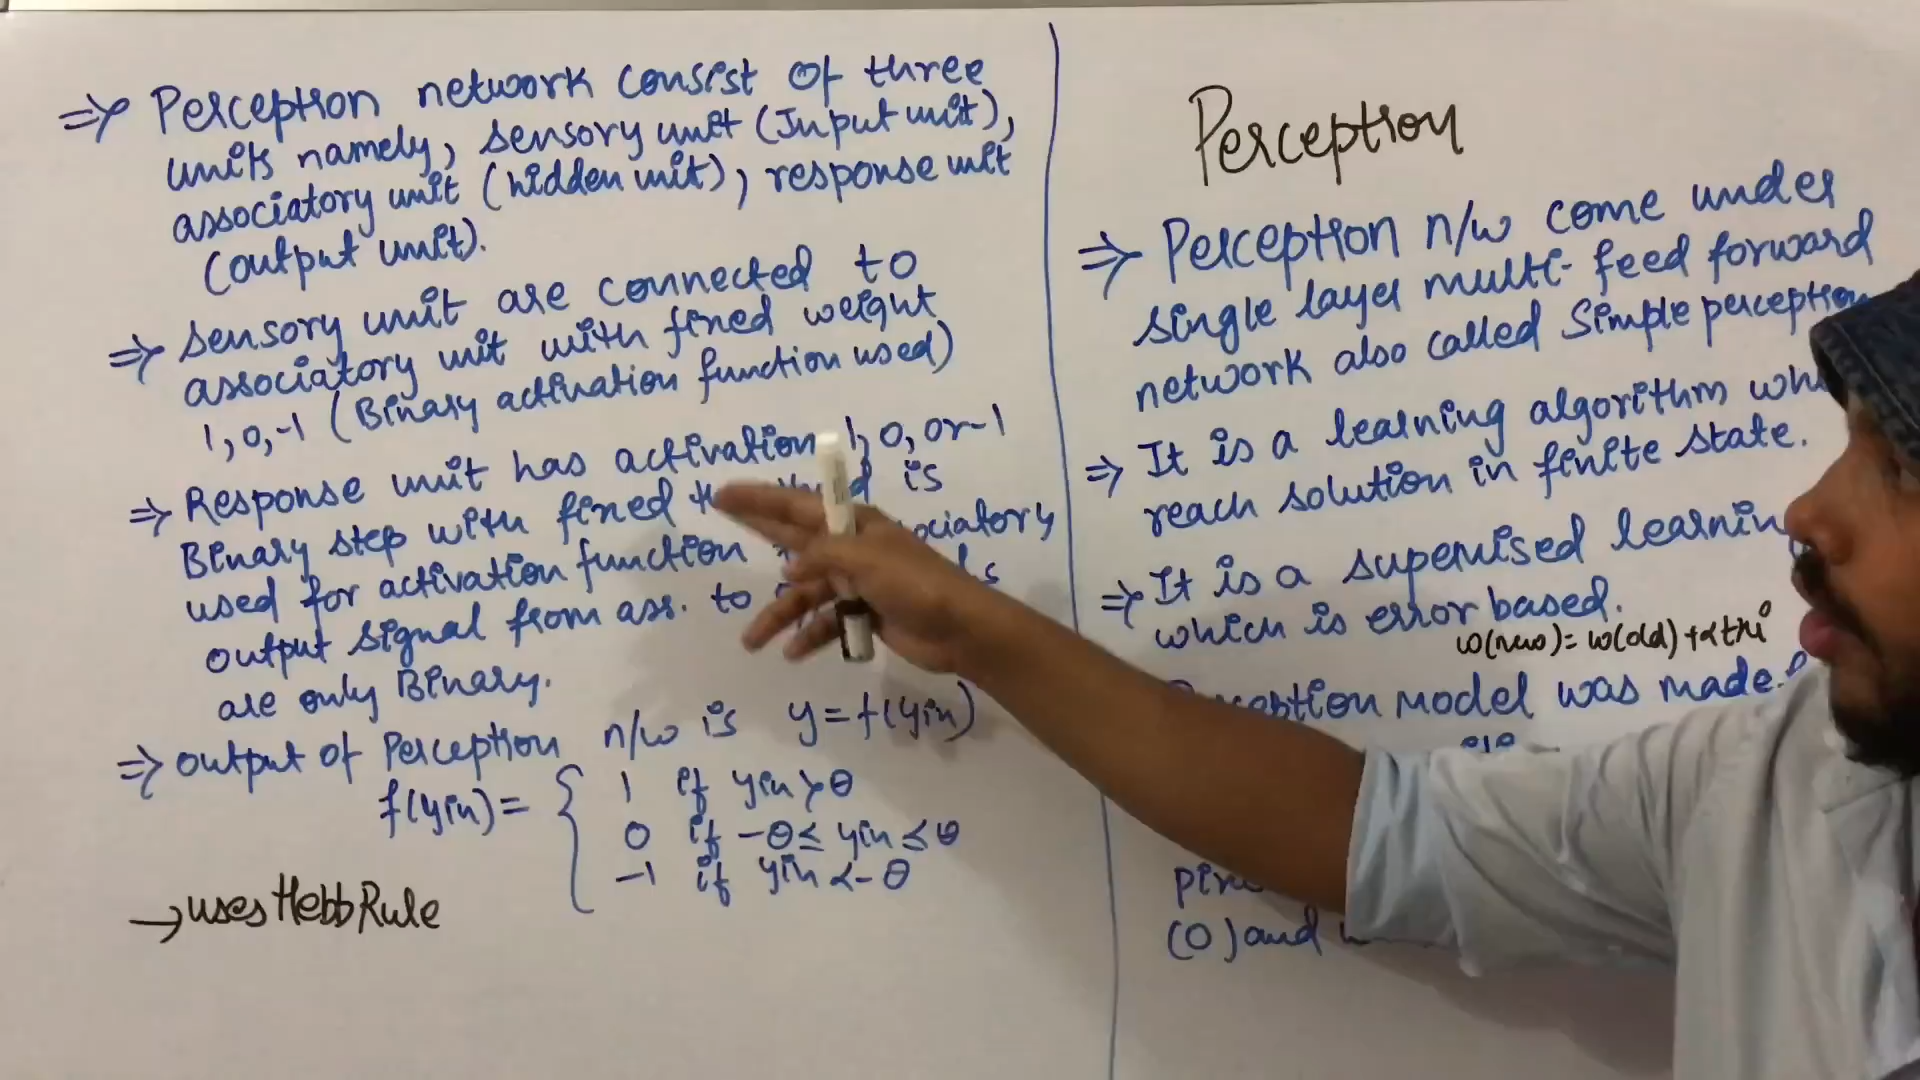 ⇒ Perception network consist of three
units namely, sensory unit (Input unit),
associatory unit (hidden unit), response unit
(output unit).
⇒ sensory unit are connected to
associatory unit with fixed weight
1, 0, -1 (Binary activation function used)
⇒ Response unit has activation 1, 0, or -1
Binary step with fixed is
used for activation function
output signal from ass. to
are only Binary.
⇒ output of Perception n/w is y = f(yin)
f(yin) = { 1 if yin > θ
0 if -θ ≤ yin ≤ θ
-1 if yin < -θ
→ uses Hebb Rule
Perception
⇒ Perception n/w come under
single layer multi-feed forward
network also called Simple perception
⇒ It is a learning algorithm
reach solution in finite state.
⇒ It is a supervised learning
which is error based.
w(new) = w(old) + αtxi
model was made
(0) and